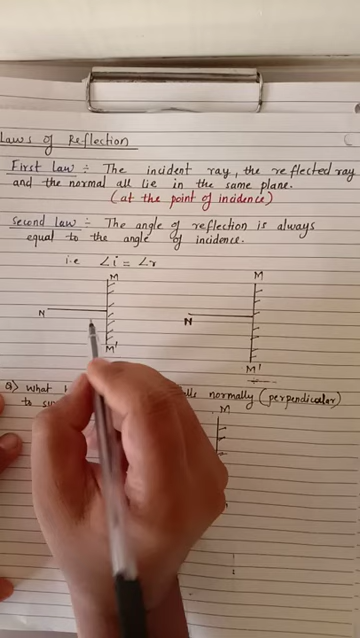 Laws of Reflection
First Law :- The incident ray, the reflected ray
and the normal all lie in the same plane.
(at the point of incidence)
Second Law :- The angle of reflection is always
equal to the angle of incidence.
i.e ∠i = ∠r
M M
N N
M' M'
Q) What normally (perpendicular)
to
M